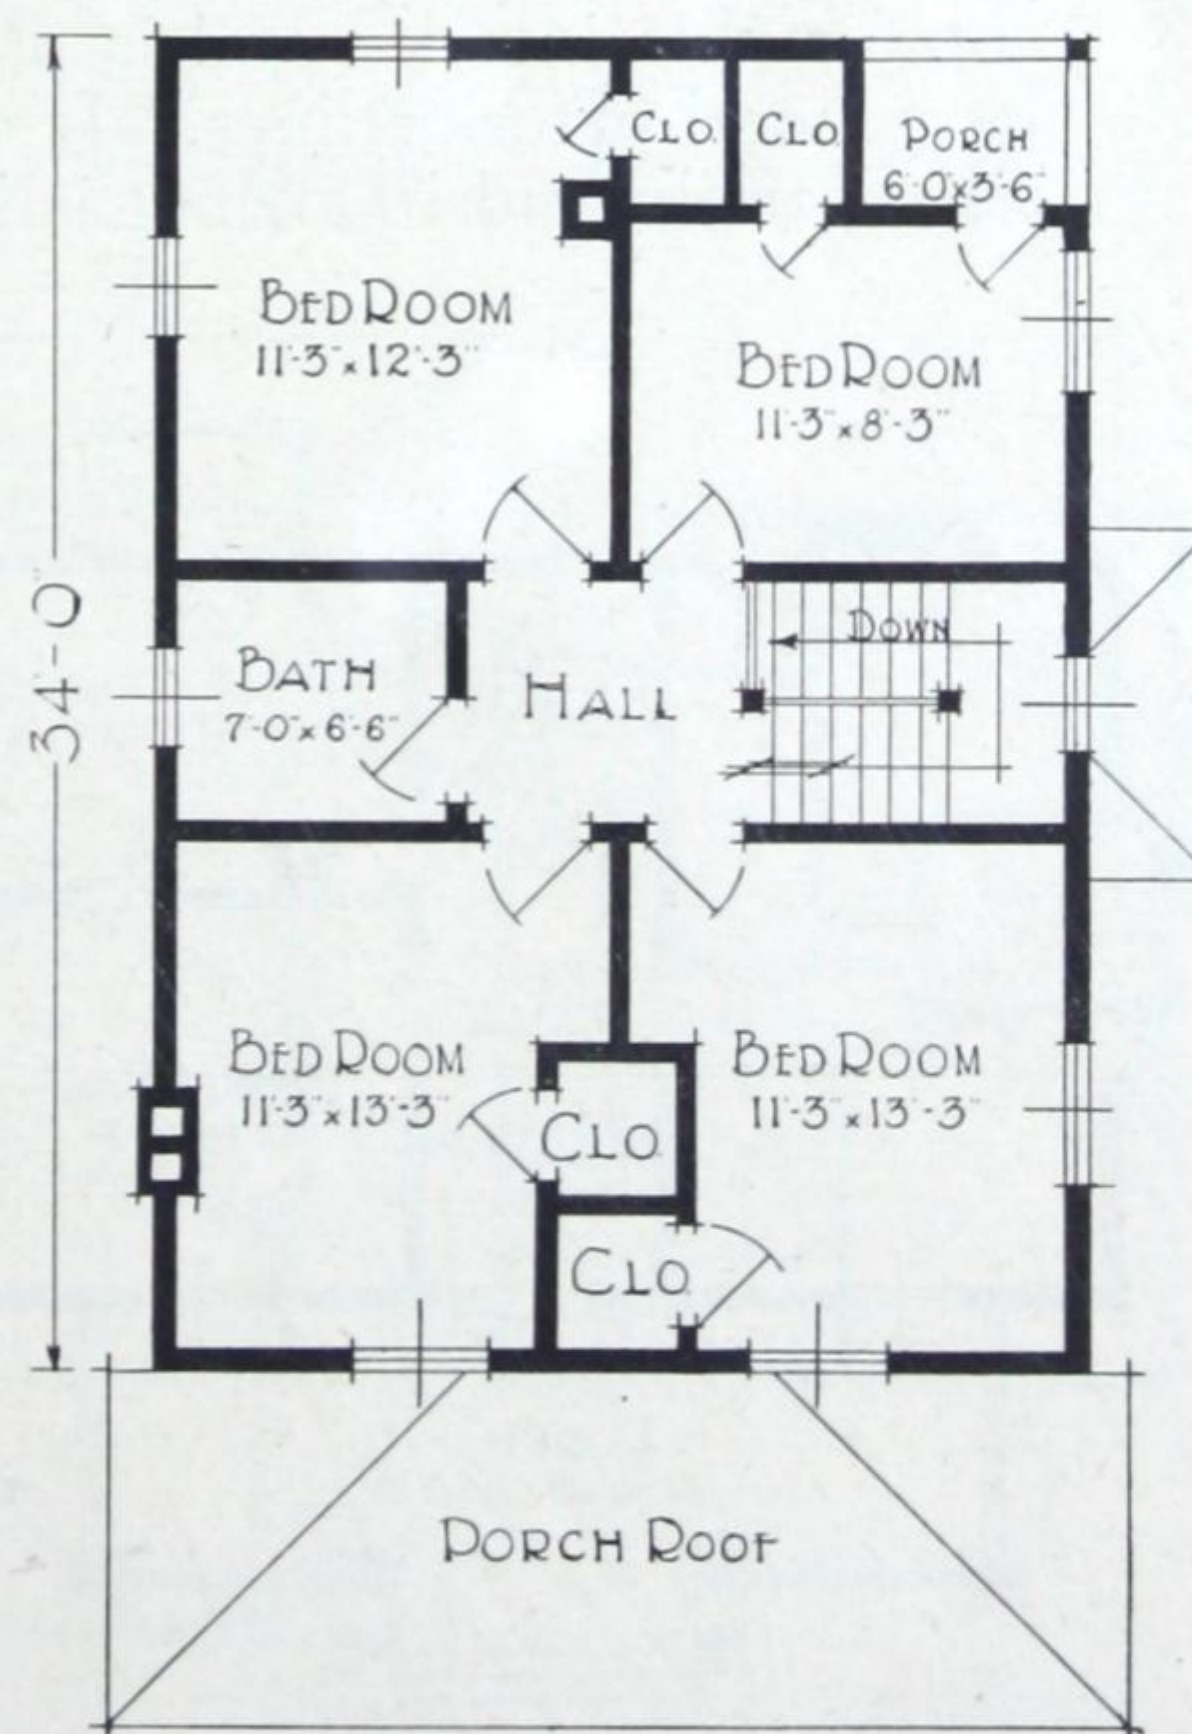 CLO.
CLO.
PORCH
6'-0"x3'-6"
BED ROOM
11'-3"x12'-3"
BED ROOM
11'-3"x8'-3"
34'-0"
BATH
7'-0"x6'-6"
HALL
DOWN
BED ROOM
11'-3"x13'-3"
BED ROOM
11'-3"x13'-3"
CLO.
CLO.
PORCH ROOF